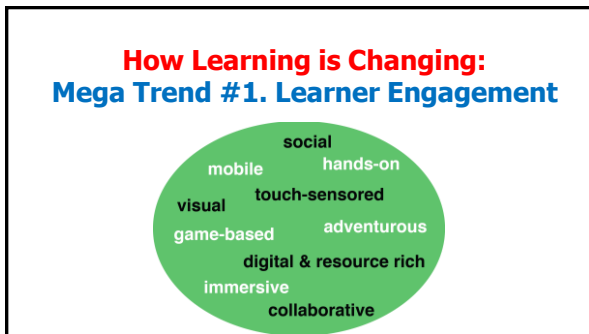 How Learning is Changing:
Mega Trend #1. Learner Engagement
social
mobile
hands-on
touch-sensored
visual
game-based
adventurous
digital & resource rich
immersive
collaborative